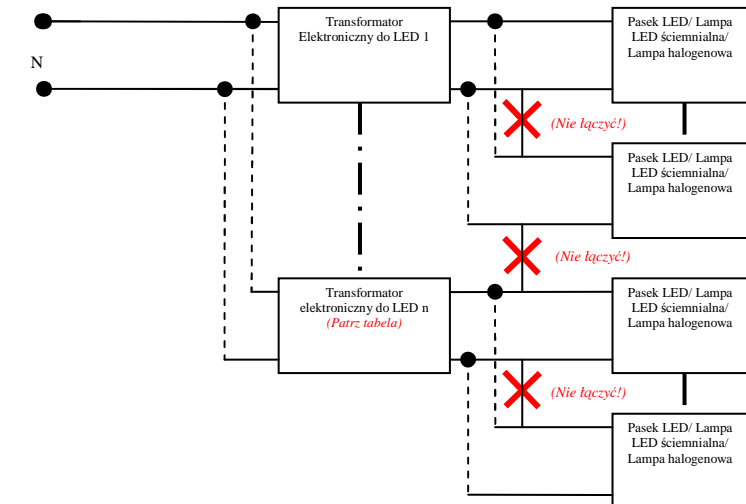 Transformator
Elektroniczny do LED 1
Pasek LED/ Lampa
LED ściemnialna/
Lampa halogenowa
N
(Nie łączyć!)
Pasek LED/ Lampa
LED ściemnialna/
Lampa halogenowa
(Nie łączyć!)
Transformator
elektroniczny do LED n
(Patrz tabela)
Pasek LED/ Lampa
LED ściemnialna/
Lampa halogenowa
(Nie łączyć!)
Pasek LED/ Lampa
LED ściemnialna/
Lampa halogenowa